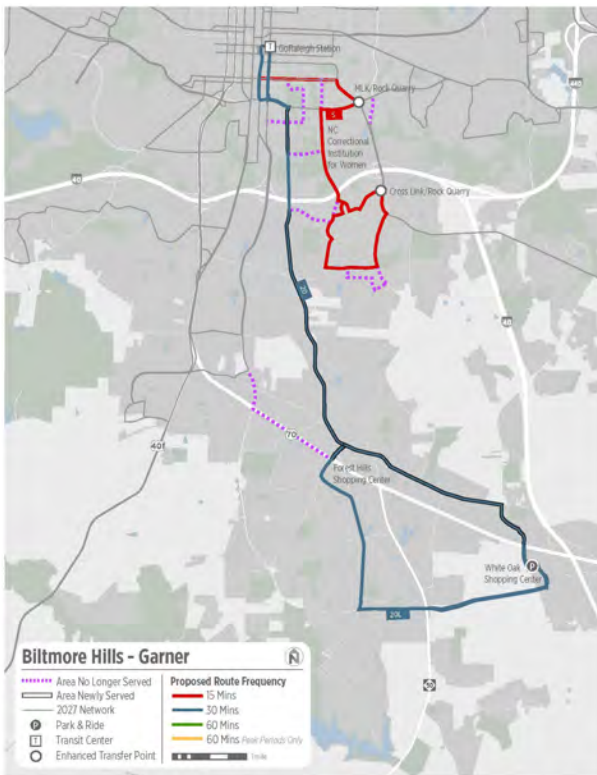 GoRaleigh Station
T
MLK/Rock Quarry
5
NC
Correctional
Institution
for Women
440
40
Cross Link/Rock Quarry
20
40
401
70
Forest Hills
Shopping Center
White Oak
Shopping Center
P
20L
50
Biltmore Hills - Garner
N
Area No Longer Served
Area Newly Served
2027 Network
P Park & Ride
T Transit Center
Enhanced Transfer Point
Proposed Route Frequency
15 Mins
30 Mins
60 Mins
60 Mins Peak Periods Only
1 mile